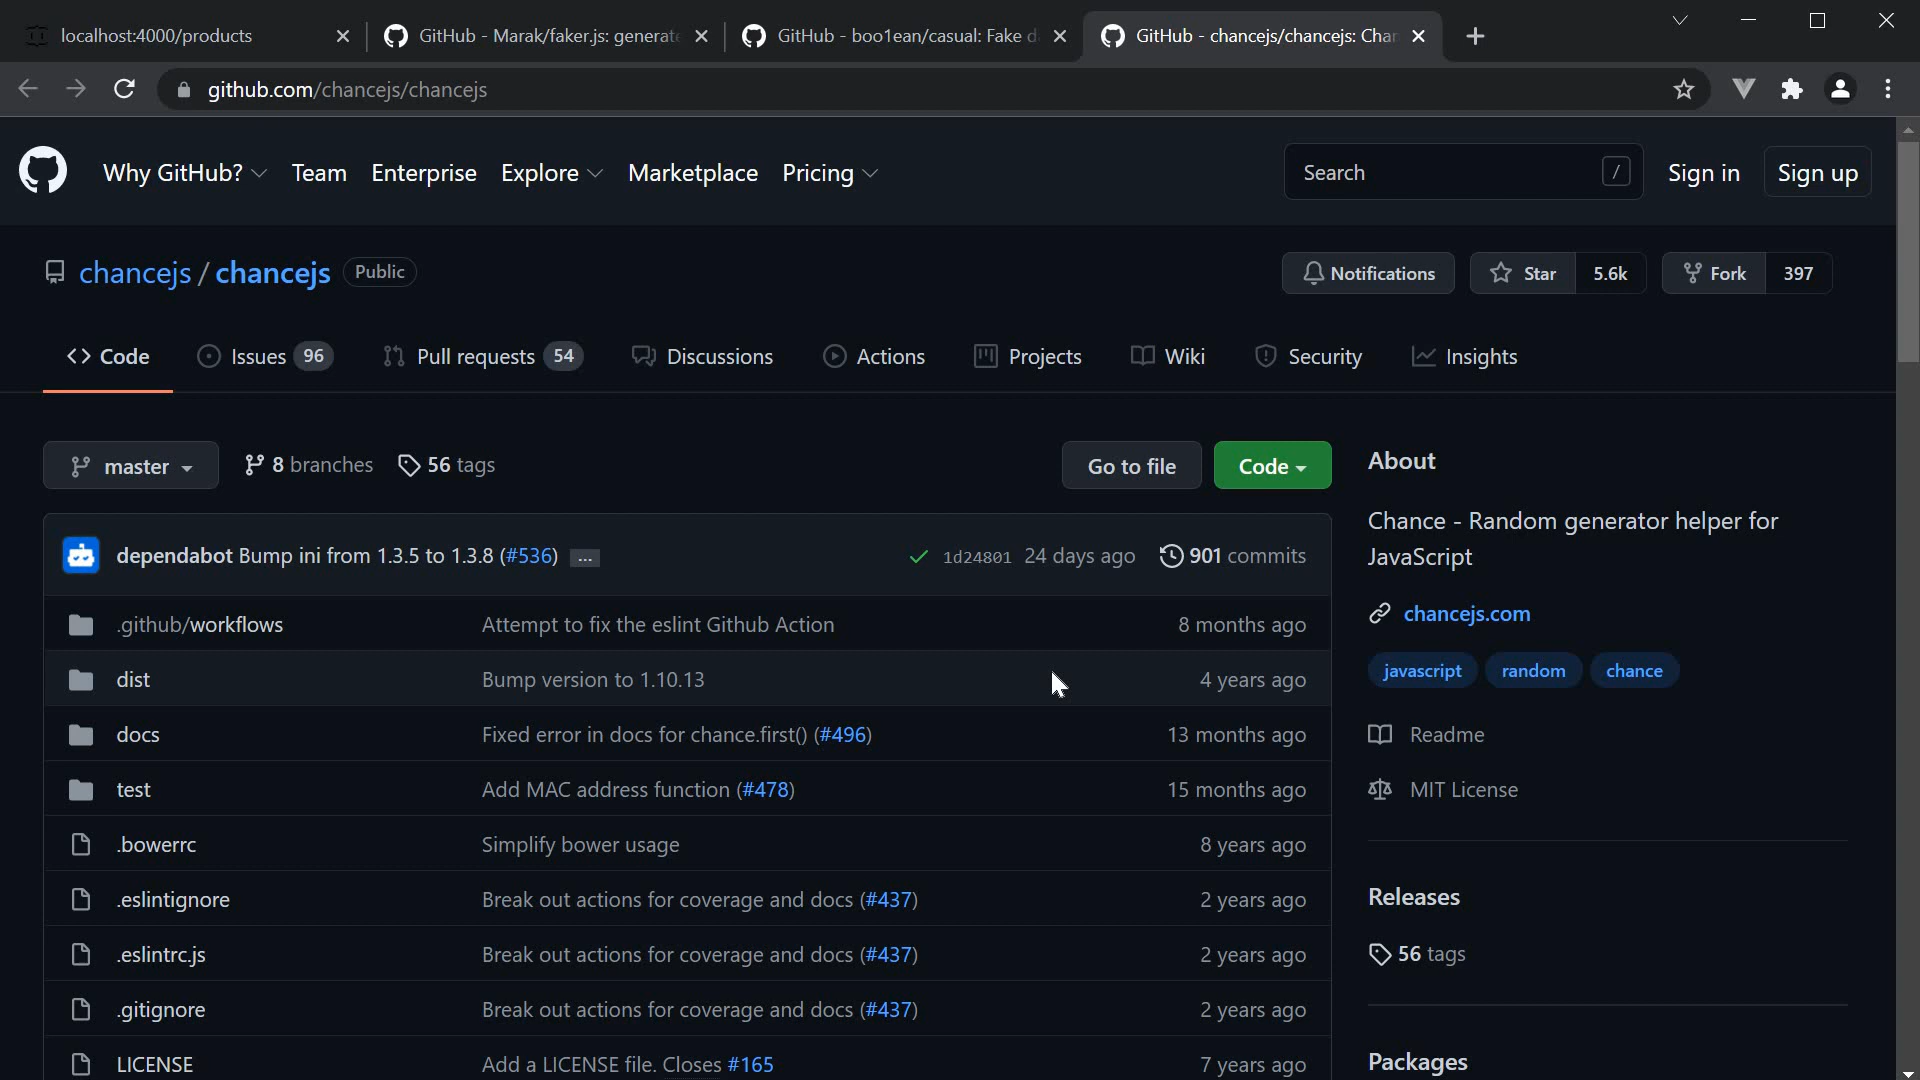 localhost:4000/products
GitHub - Marak/faker.js: generate
GitHub - boo1ean/casual: Fake d
GitHub - chancejs/chancejs: Char
github.com/chancejs/chancejs
Why GitHub? Team Enterprise Explore Marketplace Pricing Search / Sign in Sign up
chancejs / chancejs Public Notifications Star 5.6k Fork 397
Code Issues 96 Pull requests 54 Discussions Actions Projects Wiki Security Insights
master 8 branches 56 tags Go to file Code
dependabot Bump ini from 1.3.5 to 1.3.8 (#536) ... 1d24801 24 days ago 901 commits
.github/workflows Attempt to fix the eslint Github Action 8 months ago
dist Bump version to 1.10.13 4 years ago
docs Fixed error in docs for chance.first() (#496) 13 months ago
test Add MAC address function (#478) 15 months ago
.bowerrc Simplify bower usage 8 years ago
.eslintignore Break out actions for coverage and docs (#437) 2 years ago
.eslintrc.js Break out actions for coverage and docs (#437) 2 years ago
.gitignore Break out actions for coverage and docs (#437) 2 years ago
LICENSE Add a LICENSE file. Closes #165 7 years ago
About
Chance - Random generator helper for
JavaScript
chancejs.com
javascript random chance
Readme
MIT License
Releases
56 tags
Packages